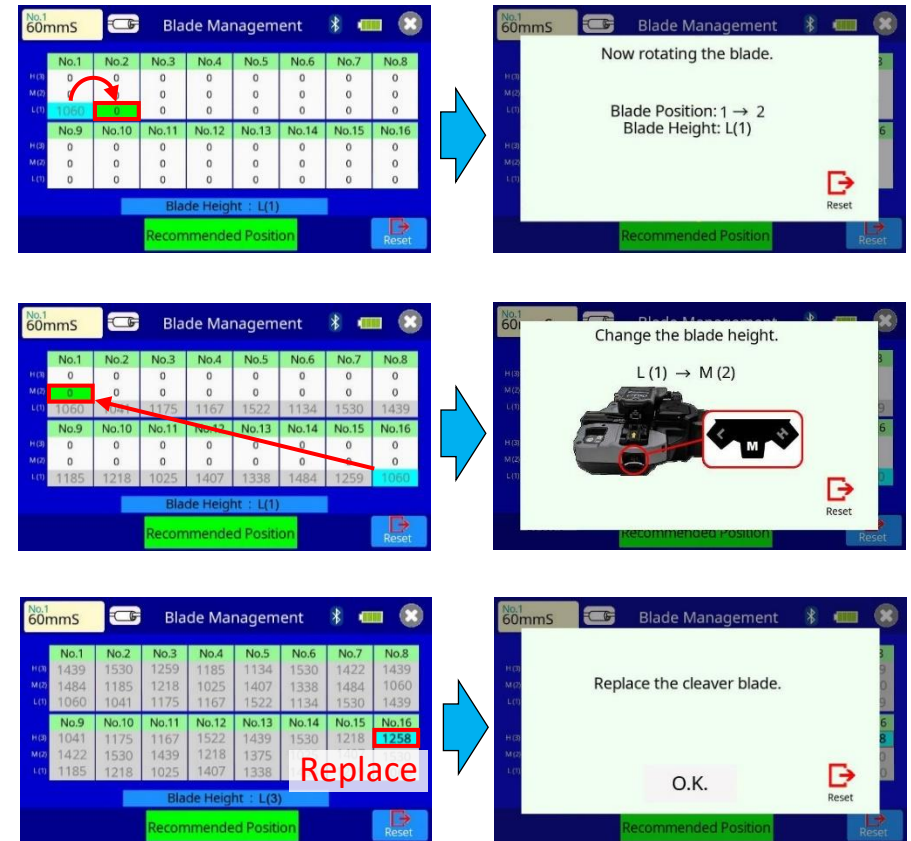 No.1
60mmS Blade Management
No.1 No.2 No.3 No.4 No.5 No.6 No.7 No.8
H(3) 0 0 0 0 0 0 0 0
M(2) 0 0 0 0 0 0 0
L(1) 1060 0 0 0 0 0 0 0
No.9 No.10 No.11 No.12 No.13 No.14 No.15 No.16
H(3) 0 0 0 0 0 0 0 0
M(2) 0 0 0 0 0 0 0 0
L(1) 0 0 0 0 0 0 0 0
Blade Height : L(1)
Recommended Position
Reset
No.1
60mmS Blade Management
Now rotating the blade.
Blade Position: 1 → 2
Blade Height: L(1)
Reset
Recommended Position
Reset
No.1
60mmS Blade Management
No.1 No.2 No.3 No.4 No.5 No.6 No.7 No.8
H(3) 0 0 0 0 0 0 0 0
M(2) 0 0 0 0 0 0 0 0
L(1) 1060 1041 1175 1167 1522 1134 1530 1439
No.9 No.10 No.11 No.12 No.13 No.14 No.15 No.16
H(3) 0 0 0 0 0 0 0 0
M(2) 0 0 0 0 0 0 0 0
L(1) 1185 1218 1025 1407 1338 1484 1259 1060
Blade Height : L(1)
Recommended Position
Reset
No.1
Change the blade height.
L (1) → M (2)
L M H
Reset
Recommended Position
Reset
No.1
60mmS Blade Management
No.1 No.2 No.3 No.4 No.5 No.6 No.7 No.8
H(3) 1439 1530 1259 1185 1134 1530 1422 1439
M(2) 1484 1185 1218 1025 1407 1338 1484 1060
L(1) 1060 1041 1175 1167 1522 1134 1530 1439
No.9 No.10 No.11 No.12 No.13 No.14 No.15 No.16
H(3) 1041 1175 1167 1522 1439 1530 1218 1258
M(2) 1422 1530 1439 1218 1375
L(1) 1185 1218 1025 1407 1338
Replace
Blade Height : L(3)
Recommended Position
Reset
No.1
60mmS Blade Management
Replace the cleaver blade.
O.K.
Reset
Recommended Position
Reset